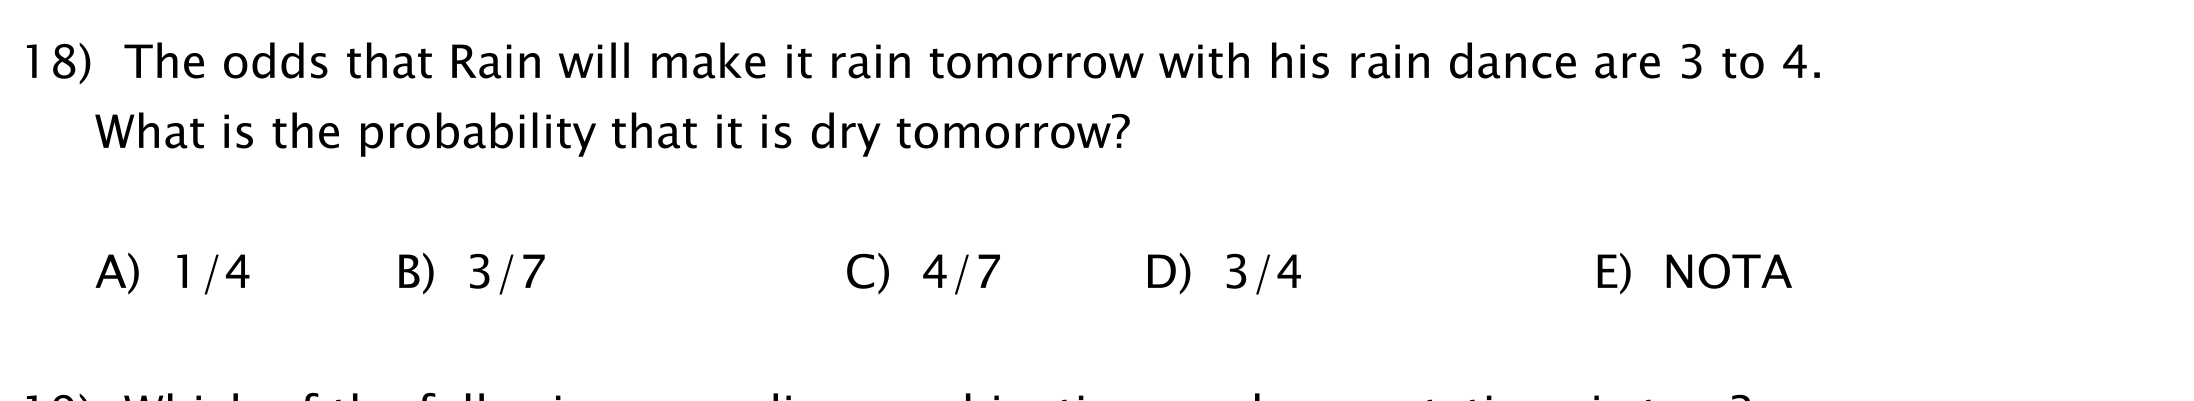 18) The odds that Rain will make it rain tomorrow with his rain dance are 3 to 4.
What is the probability that it is dry tomorrow?
A) 1/4 B) 3/7 C) 4/7 D) 3/4 E) NOTA